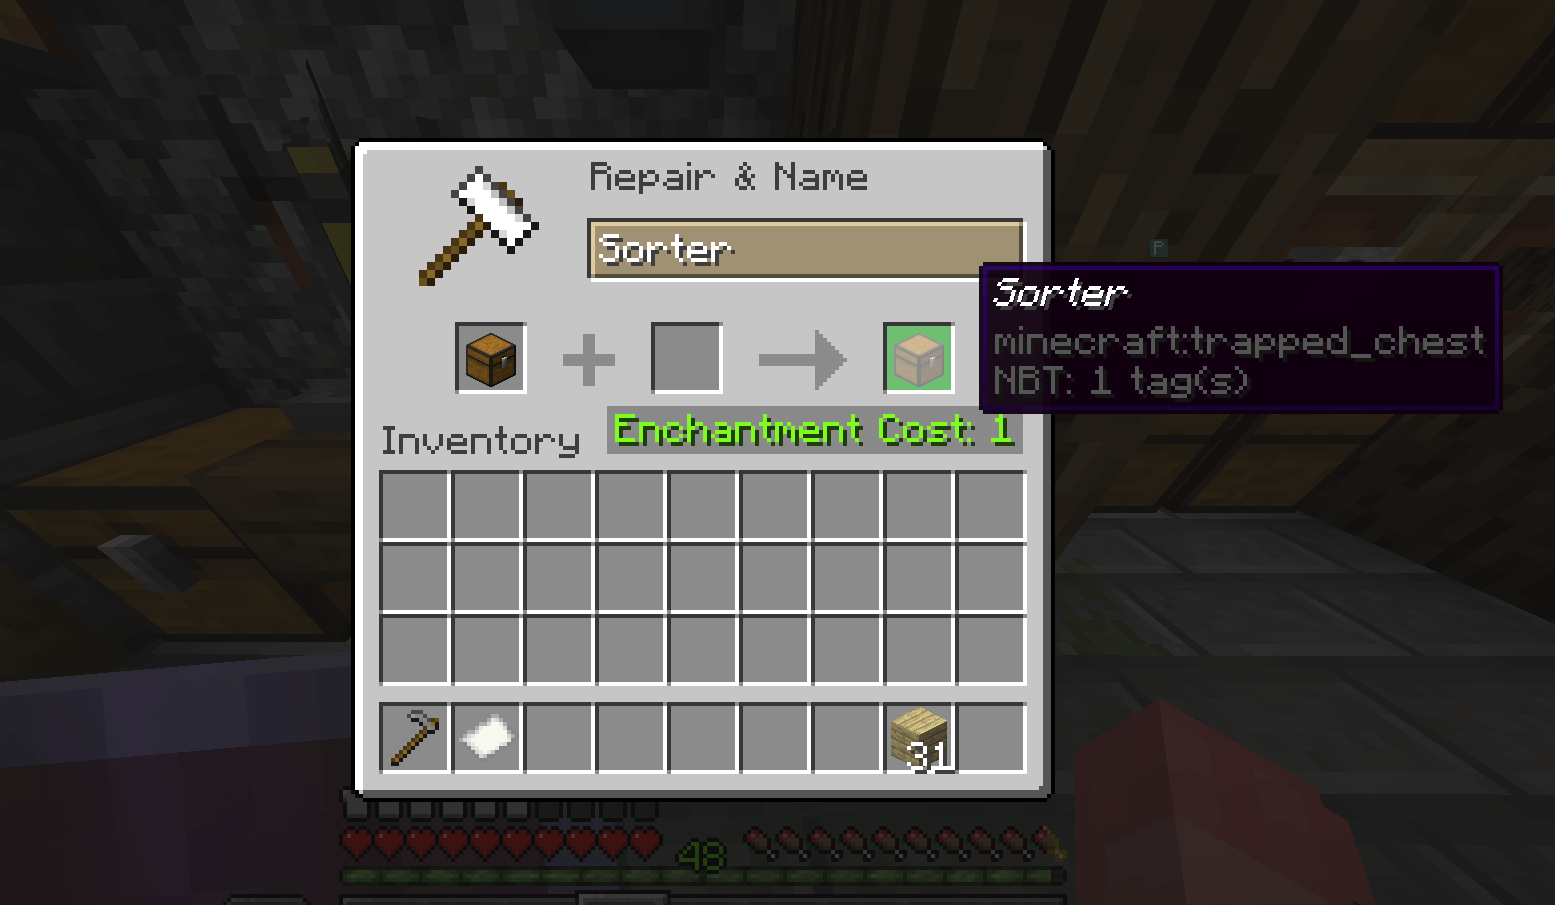 Repair & Name
Sorter
P
Sorter
minecraft:trapped_chest
NBT: 1 tag(s)
Inventory
Enchantment Cost: 1
31
48